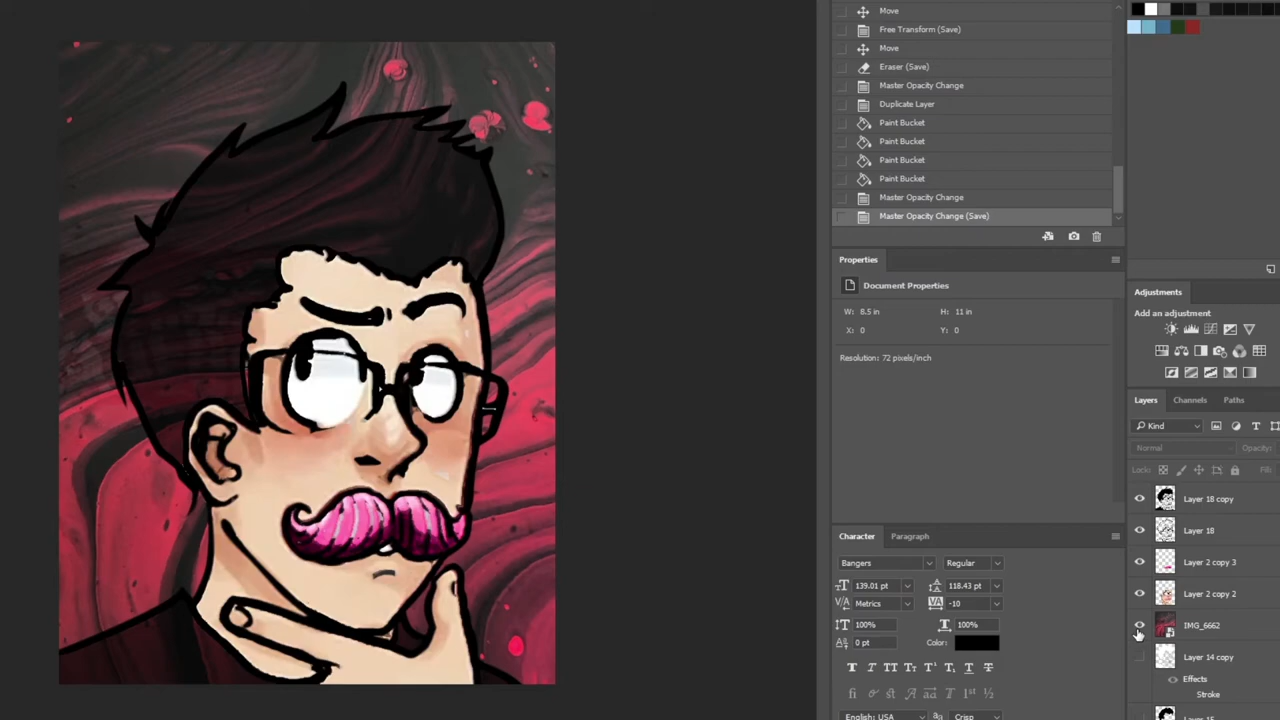 Move
Free Transform (Save)
Move
Eraser (Save)
Master Opacity Change
Duplicate Layer
Paint Bucket
Paint Bucket
Paint Bucket
Paint Bucket
Master Opacity Change
Master Opacity Change (Save)
Properties
Document Properties
W: 8.5 in H: 11 in
X: 0 Y: 0
Resolution: 72 pixels/inch
Character Paragraph
Bangers Regular
139.01 pt 118.43 pt
Metrics -10
100% 100%
0 pt Color:
English: USA Crisp
Adjustments
Add an adjustment
Layers Channels Paths
Kind
Normal Opacity:
Lock: Fill:
Layer 18 copy
Layer 18
Layer 2 copy 3
Layer 2 copy 2
IMG_6662
Layer 14 copy
Effects
Stroke